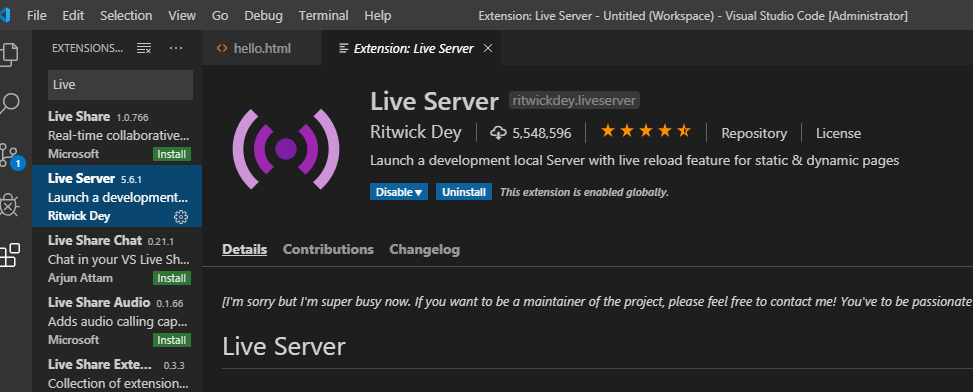 File Edit Selection View Go Debug Terminal Help Extension: Live Server - Untitled (Workspace) - Visual Studio Code [Administrator]
EXTENSIONS...
hello.html
Extension: Live Server
Live
Live Share 1.0.766
Real-time collaborative...
Microsoft Install
Live Server 5.6.1
Launch a development...
Ritwick Dey
Live Share Chat 0.21.1
Chat in your VS Live Sh...
Arjun Attam Install
Live Share Audio 0.1.66
Adds audio calling cap...
Microsoft Install
Live Share Exte... 0.3.3
Collection of extension...
1
Live Server ritwickdey.liveserver
Ritwick Dey 5,548,596 Repository License
Launch a development local Server with live reload feature for static & dynamic pages
Disable Uninstall This extension is enabled globally.
Details Contributions Changelog
[I'm sorry but I'm super busy now. If you want to be a maintainer of the project, please feel free to contact me! You've to be passionate
Live Server